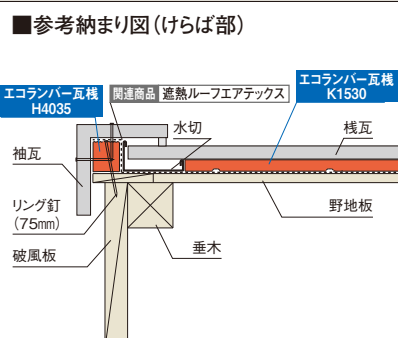 ■参考納まり図（けらば部）
エコランバー瓦桟
H4035
関連商品 遮熱ルーフエアテックス
エコランバー瓦桟
K1530
水切
桟瓦
袖瓦
リング釘
（75mm）
野地板
破風板
垂木